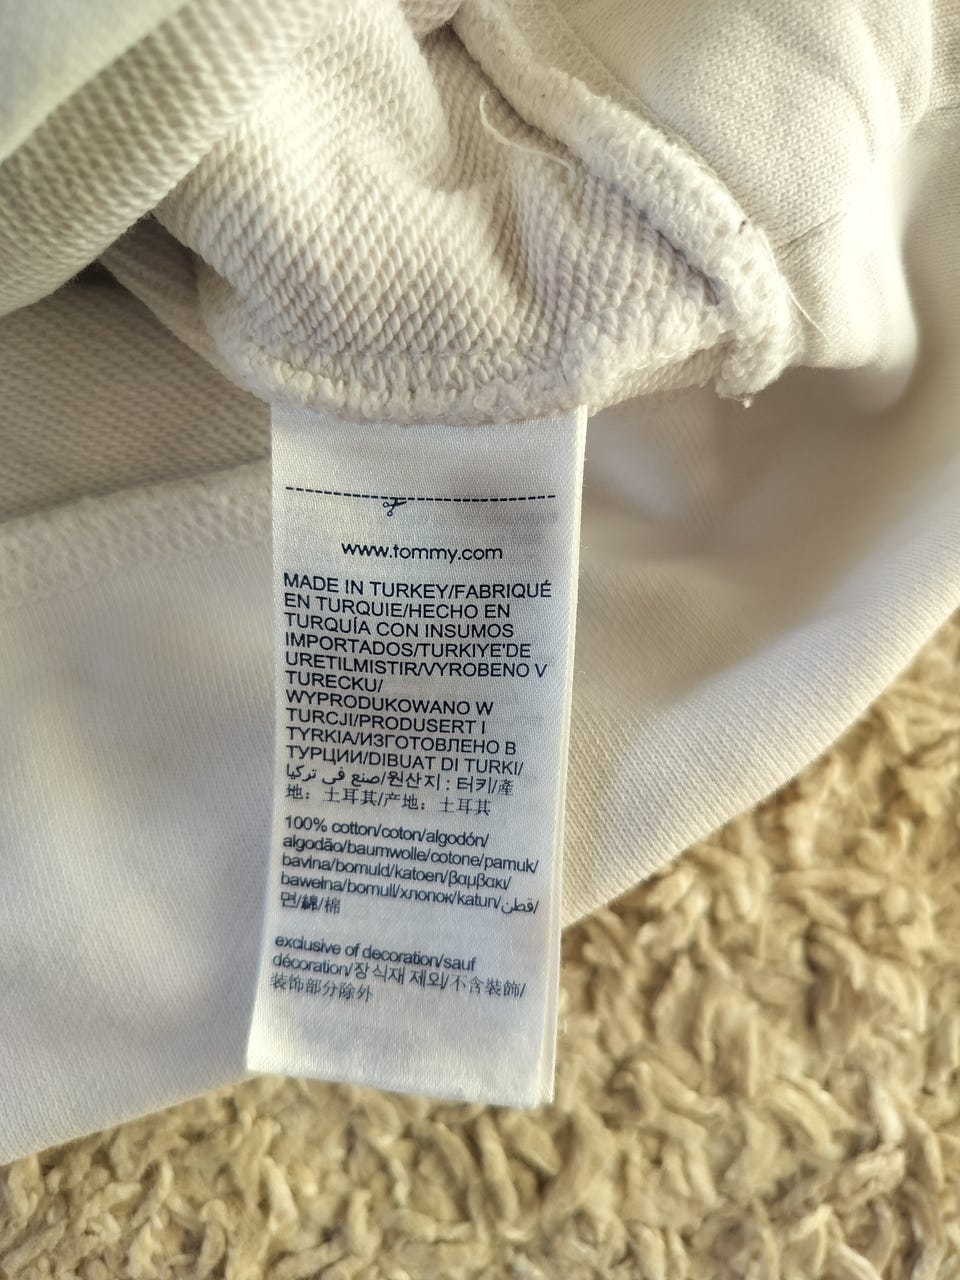 www.tommy.com
MADE IN TURKEY/FABRIQUÉ
EN TURQUIE/HECHO EN
TURQUÍA CON INSUMOS
IMPORTADOS/TURKIYE'DE
URETILMISTIR/VYROBENO V
TURECKU/
WYPRODUKOWANO W
TURCJI/PRODUSERT I
TYRKIA/ИЗГОТОВЛЕНО В
ТУРЦИИ/DIBUAT DI TURKI/
صنع في تركيا/원산지 : 터키/產
地：土耳其/产地：土耳其
100% cotton/coton/algodón/
algodão/baumwolle/cotone/pamuk/
bavlna/bomuld/katoen/βαμβακι/
bawełna/bomull/хлопок/katun/قطن/
면/綿/棉
exclusive of decoration/sauf
décoration/장식재 제외/不含裝飾/
装饰部分除外